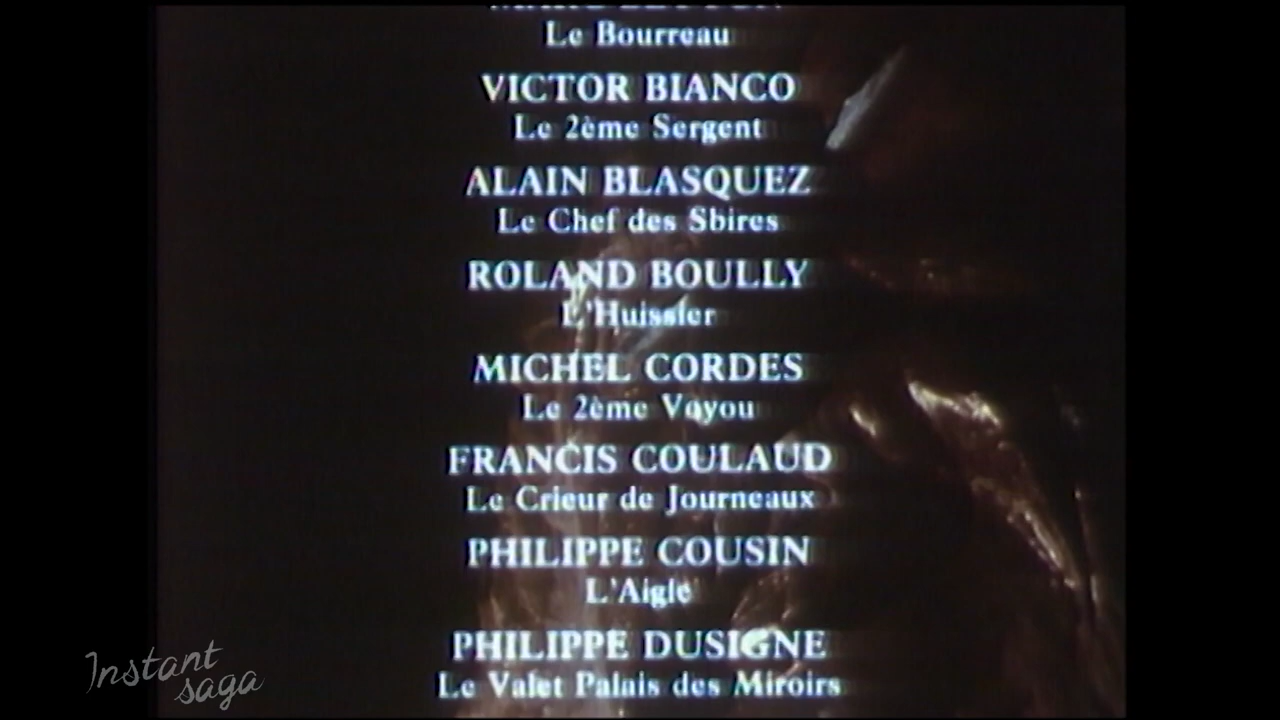 Le Bourreau
VICTOR BIANCO
Le 2ème Sergent
ALAIN BLASQUEZ
Le Chef des Sbires
ROLAND BOULLY
L'Huissier
MICHEL CORDES
Le 2ème Voyou
FRANCIS COULAUD
Le Crieur de Journeaux
PHILIPPE COUSIN
L'Aigle
PHILIPPE DUSIGNE
Le Valet Palais des Miroirs
Instant
saga